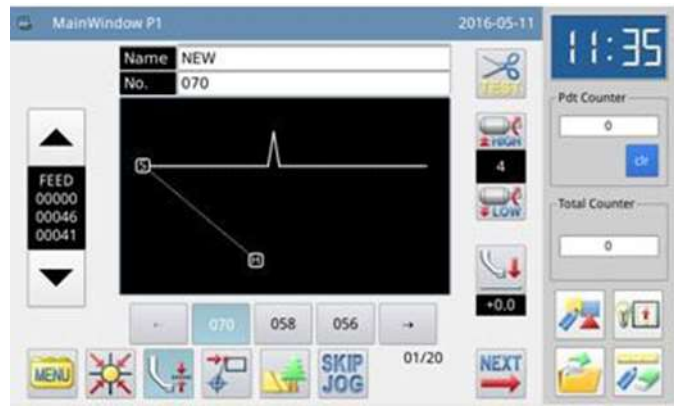 MainWindow P1
2016-05-11
11:35
Name NEW
No. 070
TEST
Pdt Counter
0
clr
HIGH
4
LOW
FEED
00000
00046
00041
S
H
Total Counter
0
+0.0
← 070 058 056 →
01/20
MENU
SKIP
JOG
NEXT